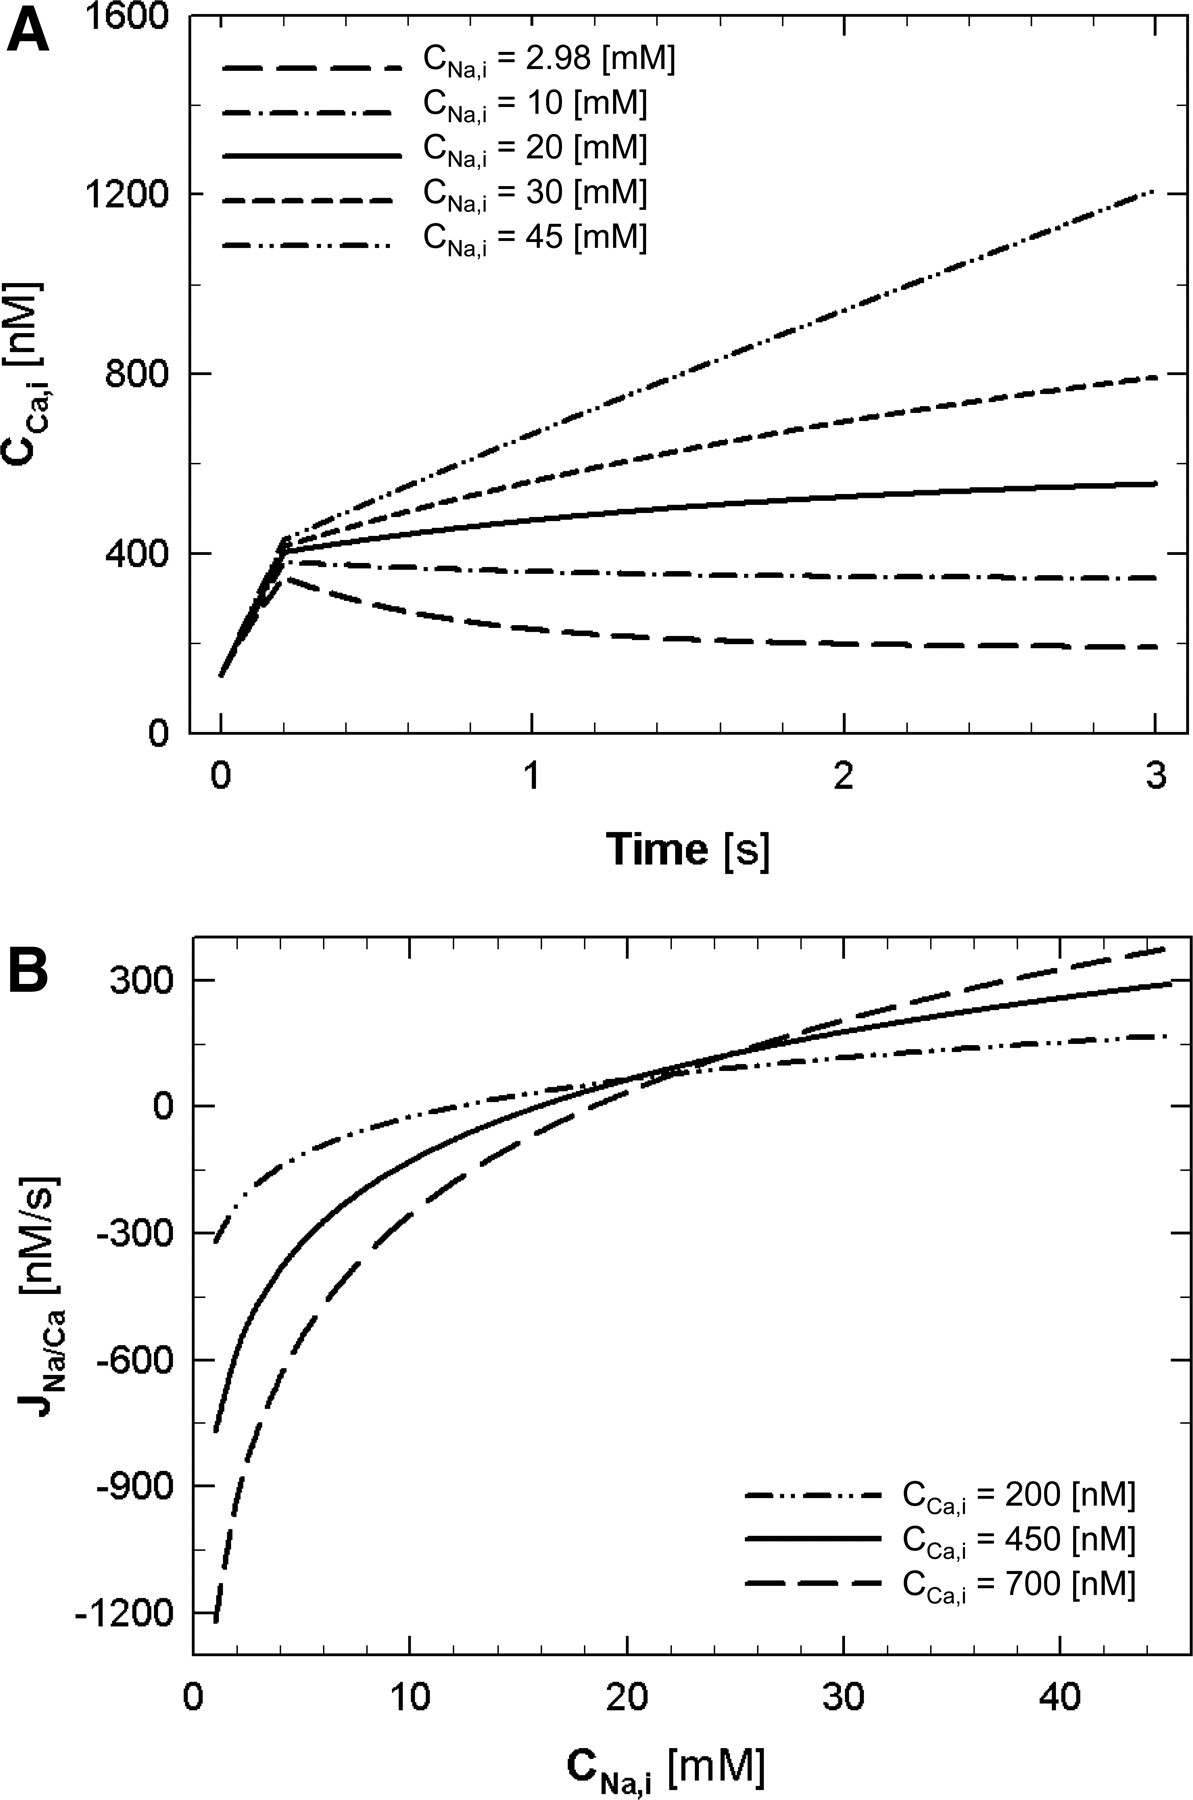 A
1600
1200
800
400
0
C_Ca,i [nM]
C_Na,i = 2.98 [mM]
C_Na,i = 10 [mM]
C_Na,i = 20 [mM]
C_Na,i = 30 [mM]
C_Na,i = 45 [mM]
0 1 2 3
Time [s]
B
300
0
-300
-600
-900
-1200
J_Na/Ca [nM/s]
C_Ca,i = 200 [nM]
C_Ca,i = 450 [nM]
C_Ca,i = 700 [nM]
0 10 20 30 40
C_Na,i [mM]